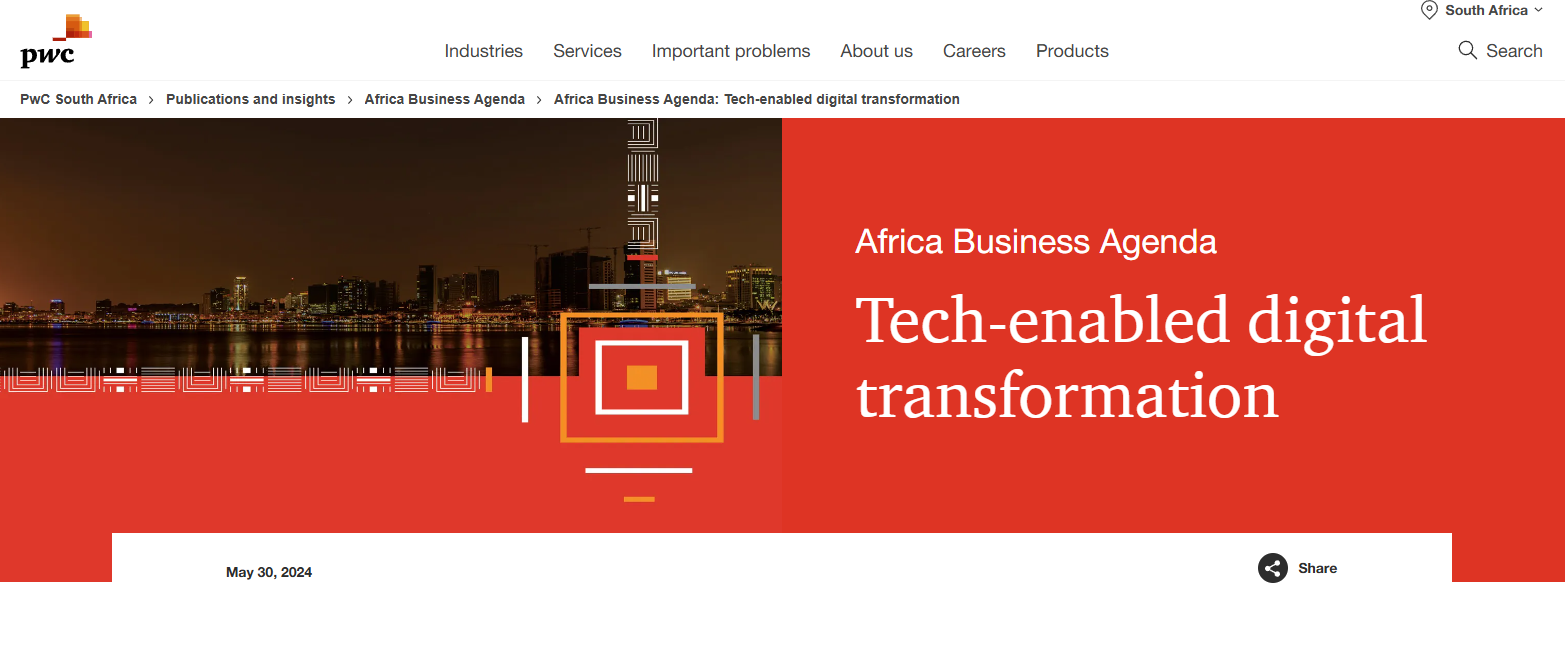 South Africa
pwc
Industries Services Important problems About us Careers Products Search
PwC South Africa > Publications and insights > Africa Business Agenda > Africa Business Agenda: Tech-enabled digital transformation
Africa Business Agenda
Tech-enabled digital
transformation
May 30, 2024
Share